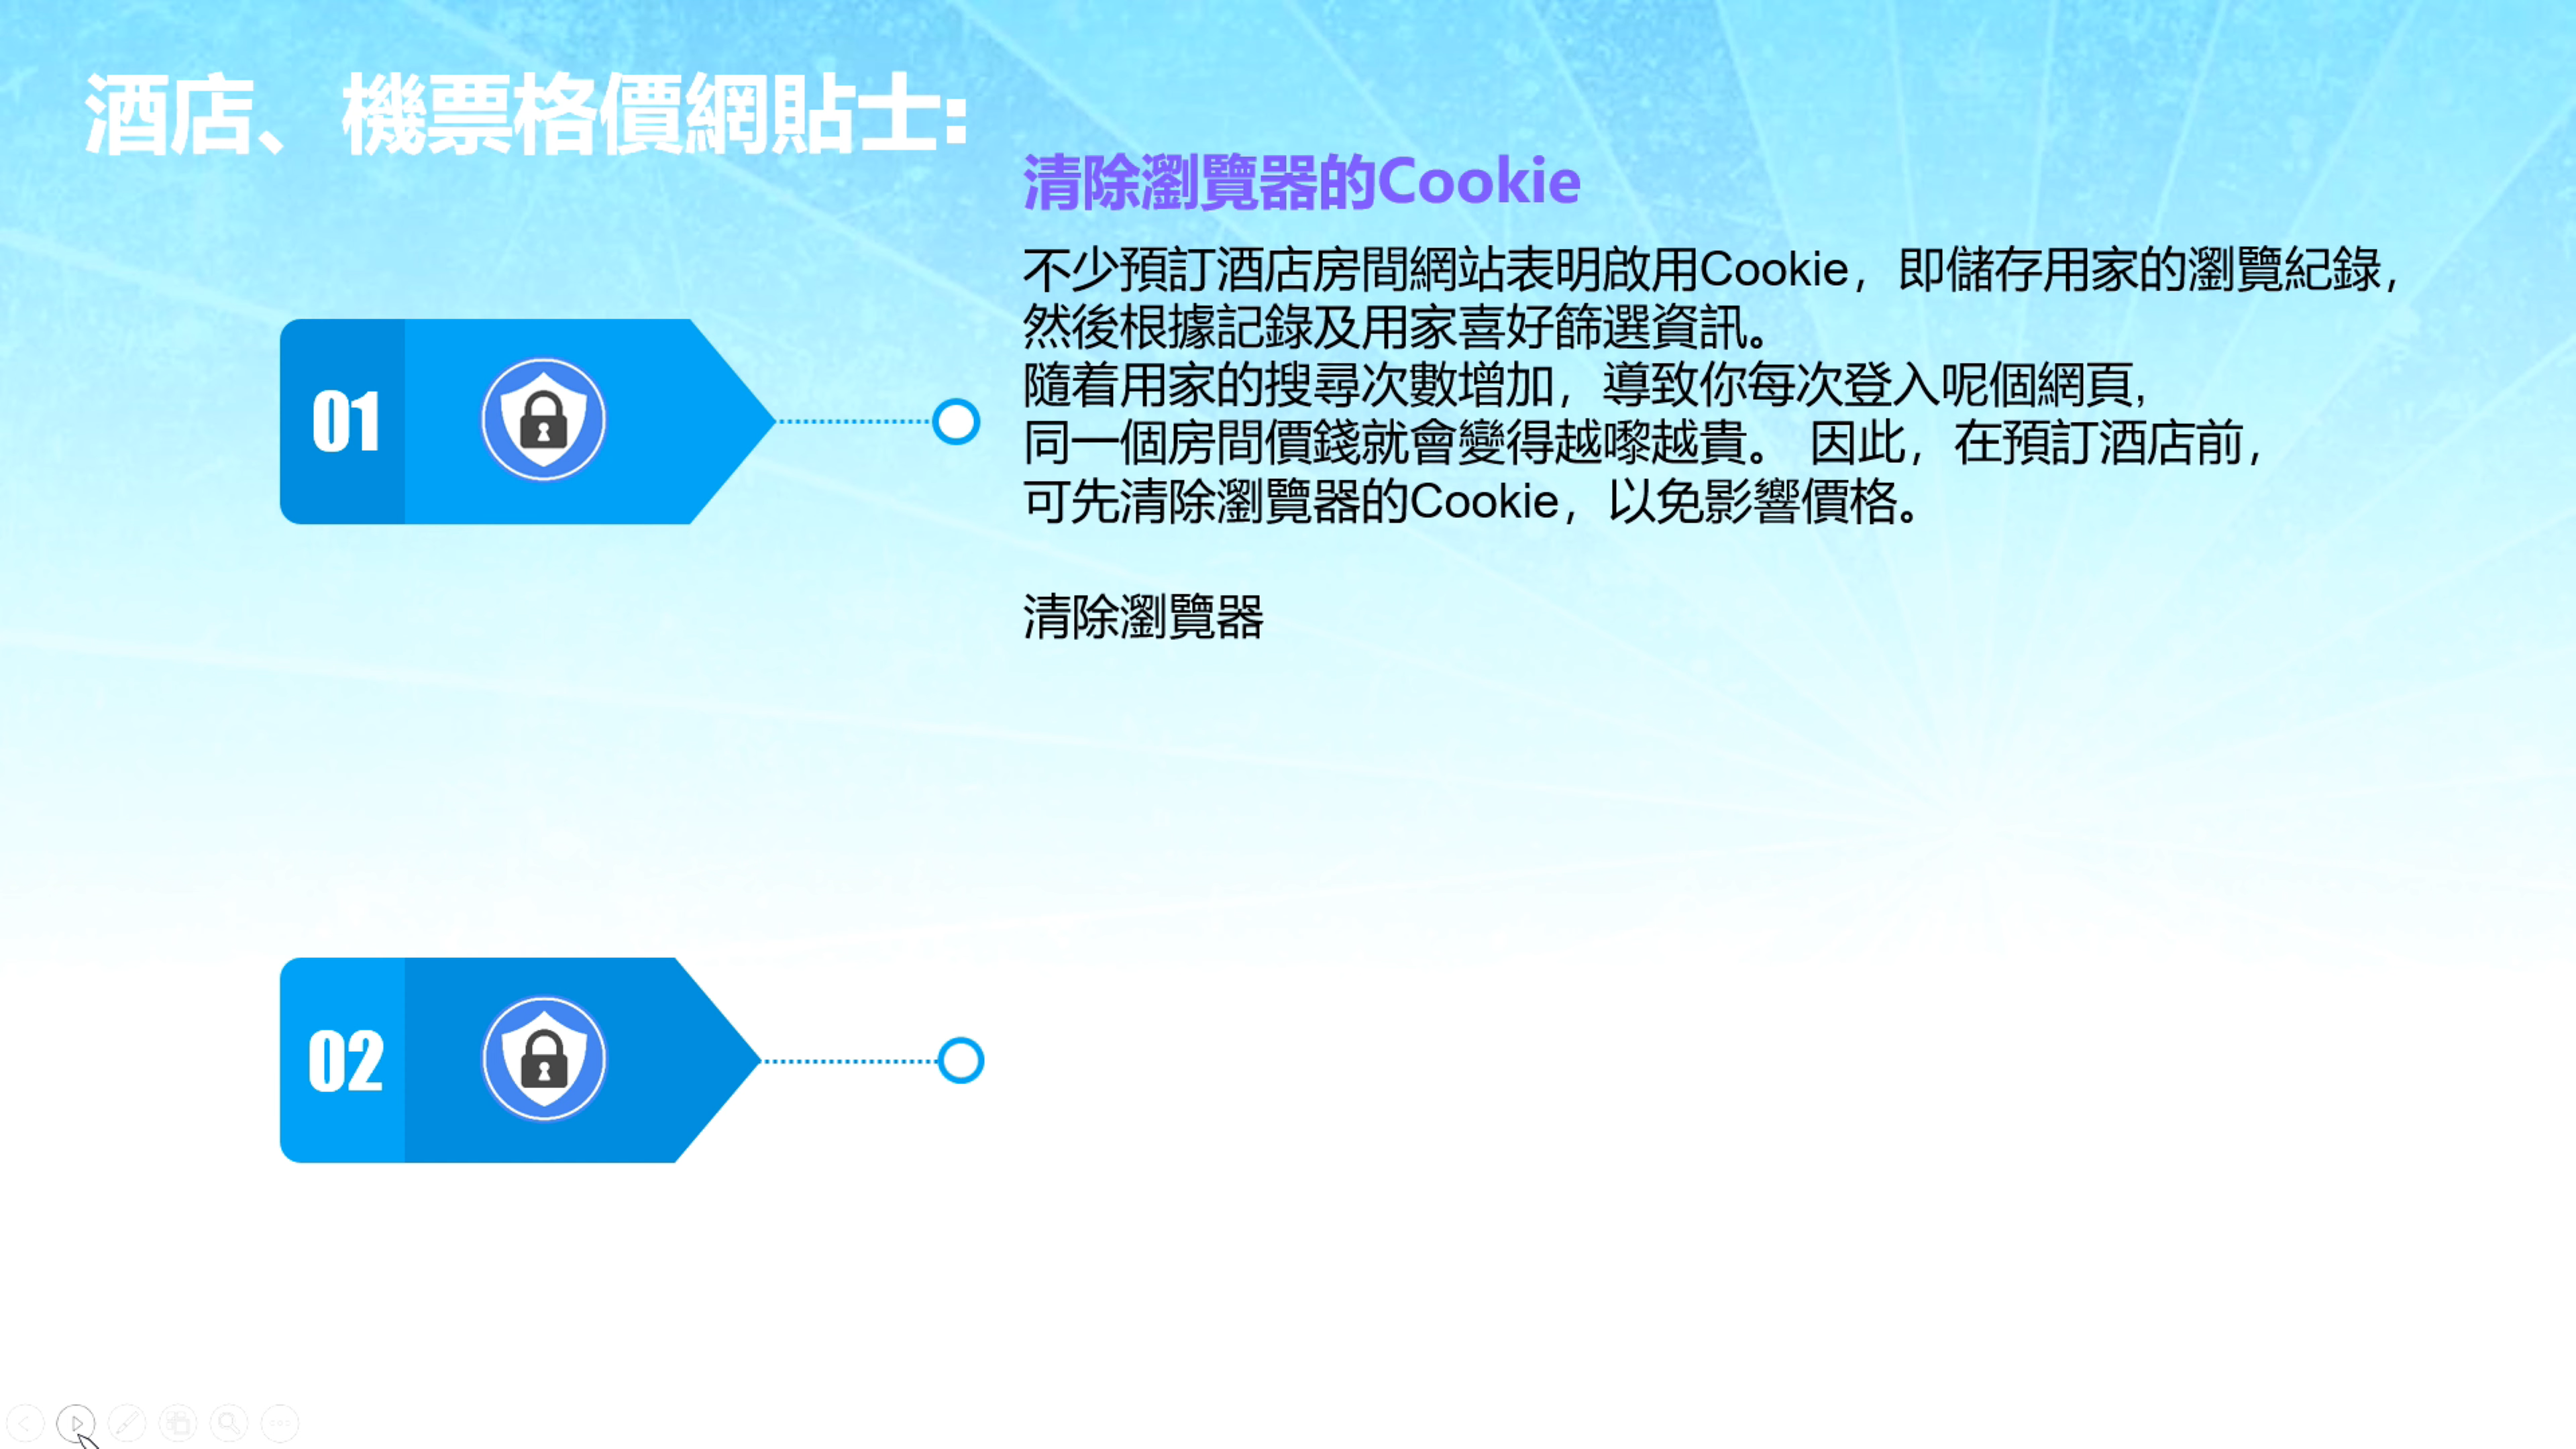 酒店、機票格價網貼士:
清除瀏覽器的Cookie
不少預訂酒店房間網站表明啟用Cookie，即儲存用家的瀏覽紀錄，
然後根據記錄及用家喜好篩選資訊。
隨着用家的搜尋次數增加，導致你每次登入呢個網頁，
同一個房間價錢就會變得越嚟越貴。 因此，在預訂酒店前，
可先清除瀏覽器的Cookie，以免影響價格。
清除瀏覽器
01
02